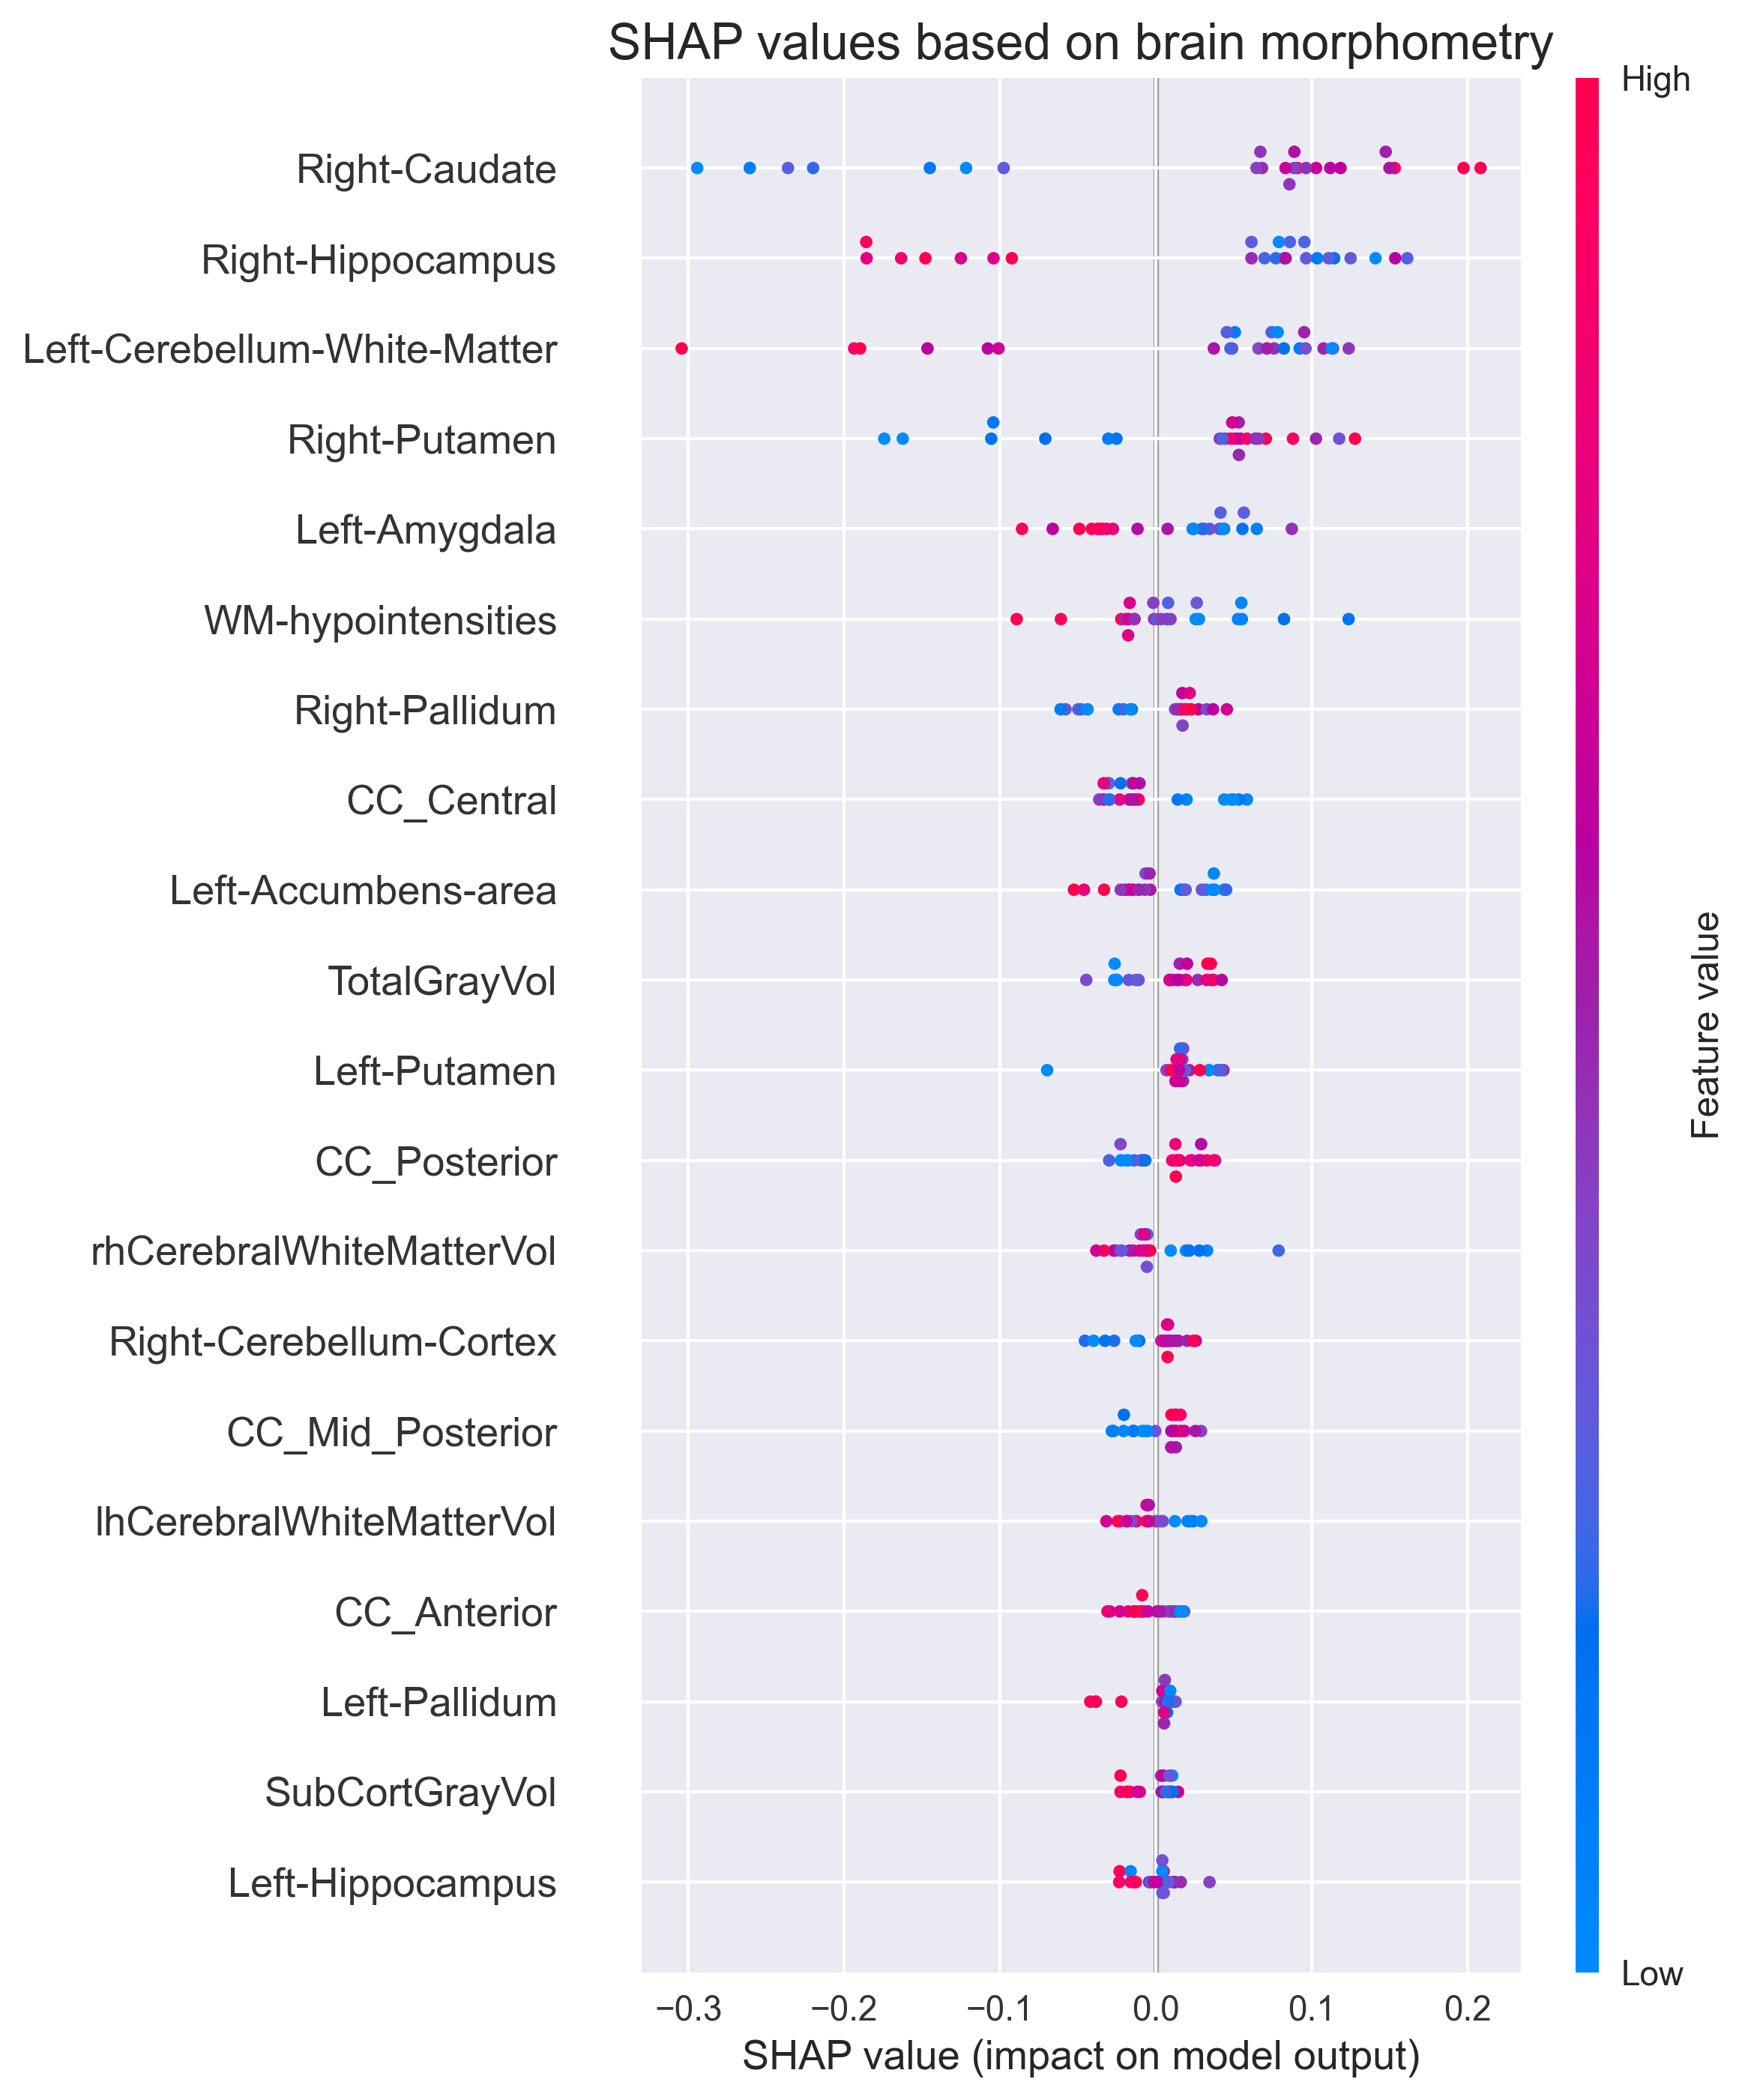 SHAP values based on brain morphometry
High
Right-Caudate
Right-Hippocampus
Left-Cerebellum-White-Matter
Right-Putamen
Left-Amygdala
WM-hypointensities
Right-Pallidum
CC_Central
Left-Accumbens-area
TotalGrayVol
Left-Putamen
CC_Posterior
rhCerebralWhiteMatterVol
Right-Cerebellum-Cortex
CC_Mid_Posterior
lhCerebralWhiteMatterVol
CC_Anterior
Left-Pallidum
SubCortGrayVol
Left-Hippocampus
Feature value
Low
−0.3 −0.2 −0.1 0.0 0.1 0.2
SHAP value (impact on model output)